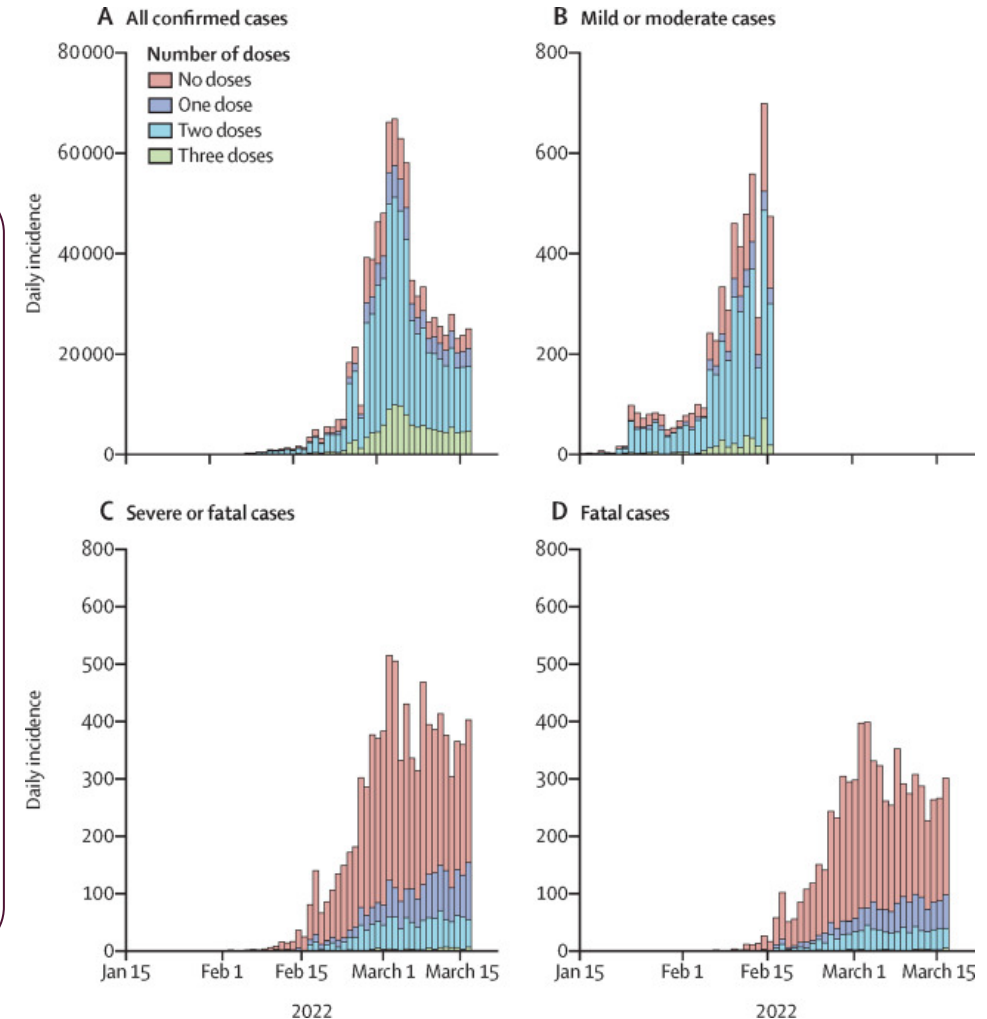 A All confirmed cases
80000
60000
40000
20000
0
Daily incidence
Number of doses
No doses
One dose
Two doses
Three doses
B Mild or moderate cases
800
600
400
200
0
C Severe or fatal cases
800
600
500
400
300
200
100
0
Daily incidence
Jan 15
Feb 1
Feb 15
March 1
March 15
2022
D Fatal cases
800
600
500
400
300
200
100
0
Jan 15
Feb 1
Feb 15
March 1
March 15
2022